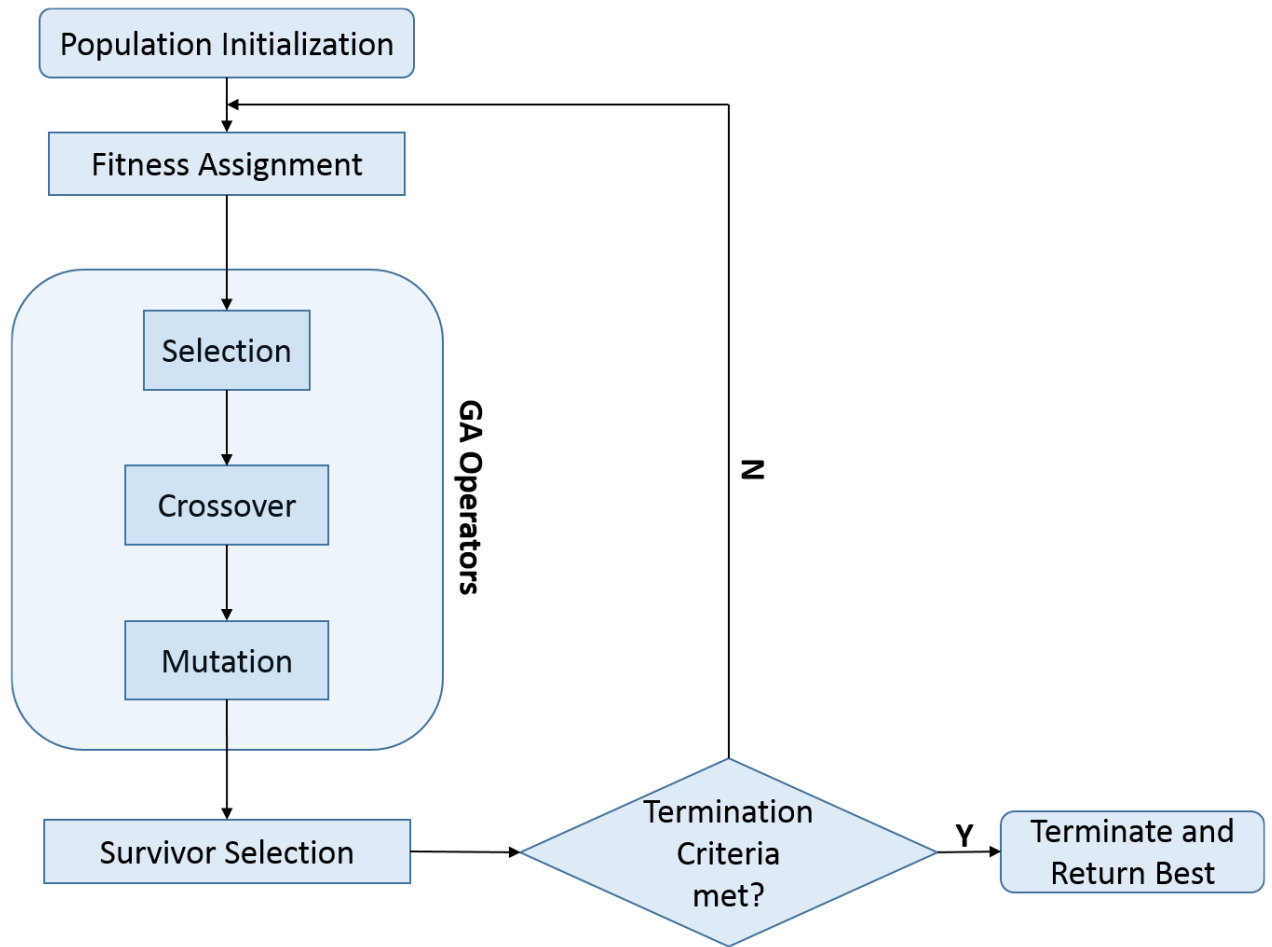 Population Initialization
Fitness Assignment
Selection
Crossover
Mutation
GA Operators
Survivor Selection
Termination
Criteria
met?
N
Y
Terminate and
Return Best